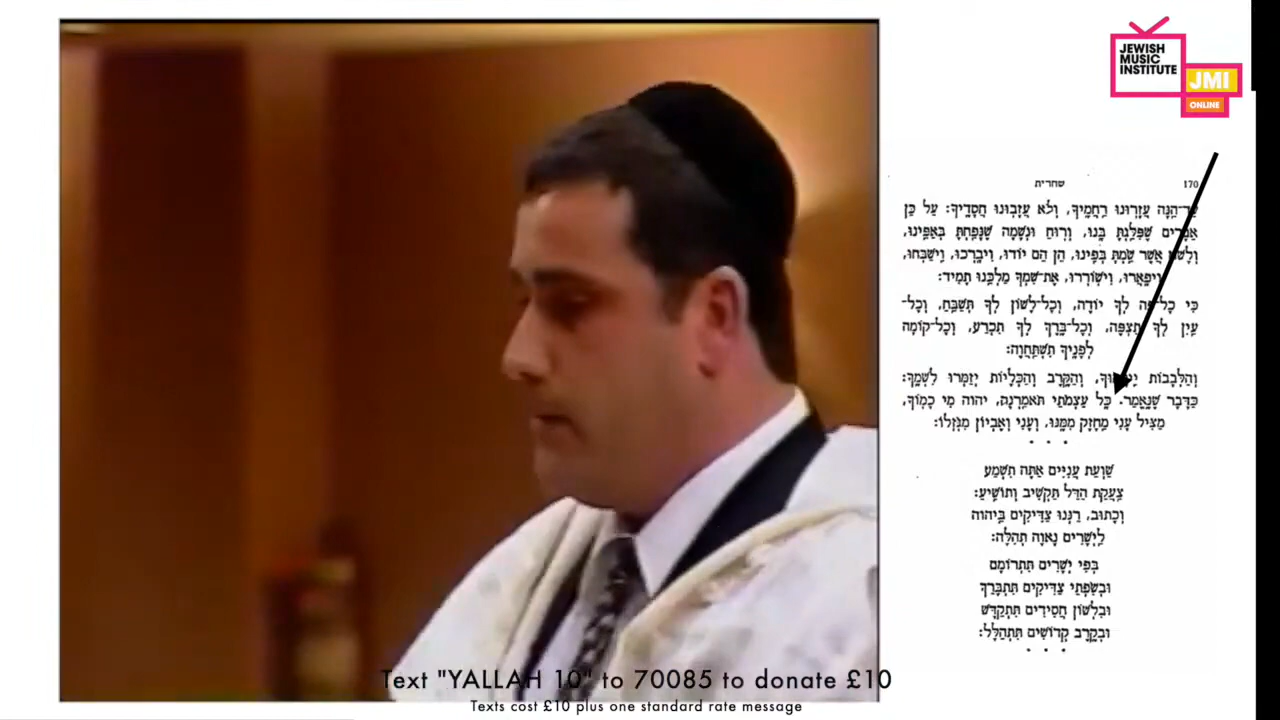 JEWISH
MUSIC
INSTITUTE
JMI
ONLINE
170
שחרית
עַד־הֵנָּה עֲזָרוּנוּ רַחֲמֶיךָ, וְלֹא עֲזָבוּנוּ חֲסָדֶיךָ: עַל כֵּן
שֶׁפִּלַּגְתָּ בָּנוּ, וְרוּחַ וּנְשָׁמָה שֶׁנָּפַחְתָּ בְּאַפֵּינוּ,
אֲשֶׁר שַׂמְתָּ בְּפִינוּ, הֵן הֵם יוֹדוּ, וִיבָרְכוּ, וִישַׁבְּחוּ,
וִיפָאֲרוּ, וִישׁוֹרְרוּ, אֶת־שִׁמְךָ מַלְכֵּנוּ תָּמִיד:
כִּי לְךָ יוֹדֶה, וְכָל־לָשׁוֹן לְךָ תְּשַׁבֵּחַ, וְכָל־
עַיִן לְךָ תְּצַפֶּה, וְכָל־בֶּרֶךְ לְךָ תִכְרַע, וְכָל־קוֹמָה
לְפָנֶיךָ תִשְׁתַּחֲוֶה:
וְהַלְּבָבוֹת וְהַקֶּרֶב וְהַכְּלָיוֹת יְזַמְּרוּ לִשְׁמֶךָ:
כַּדָּבָר שֶׁנֶּאֱמַר. כָּל עַצְמֹתַי תֹּאמַרְנָה, יהוה מִי כָמוֹךָ,
מַצִּיל עָנִי מֵחָזָק מִמֶּנּוּ, וְעָנִי וְאֶבְיוֹן מִגֹּזְלוֹ:
• • •
שַׁוְעַת עֲנִיִּים אַתָּה תִשְׁמַע
צַעֲקַת הַדַּל תַּקְשִׁיב וְתוֹשִׁיעַ:
וְכָתוּב, רַנְּנוּ צַדִּיקִים בַּיהוה
לַיְשָׁרִים נָאוָה תְהִלָּה:
בְּפִי יְשָׁרִים תִּתְרוֹמָם
וּבְשִׂפְתֵי צַדִּיקִים תִּתְבָּרַךְ
וּבִלְשׁוֹן חֲסִידִים תִּתְקַדָּשׁ
וּבְקֶרֶב קְדוֹשִׁים תִּתְהַלָּל:
• • •
Text "YALLAH 10" to 70085 to donate £10
Texts cost £10 plus one standard rate message